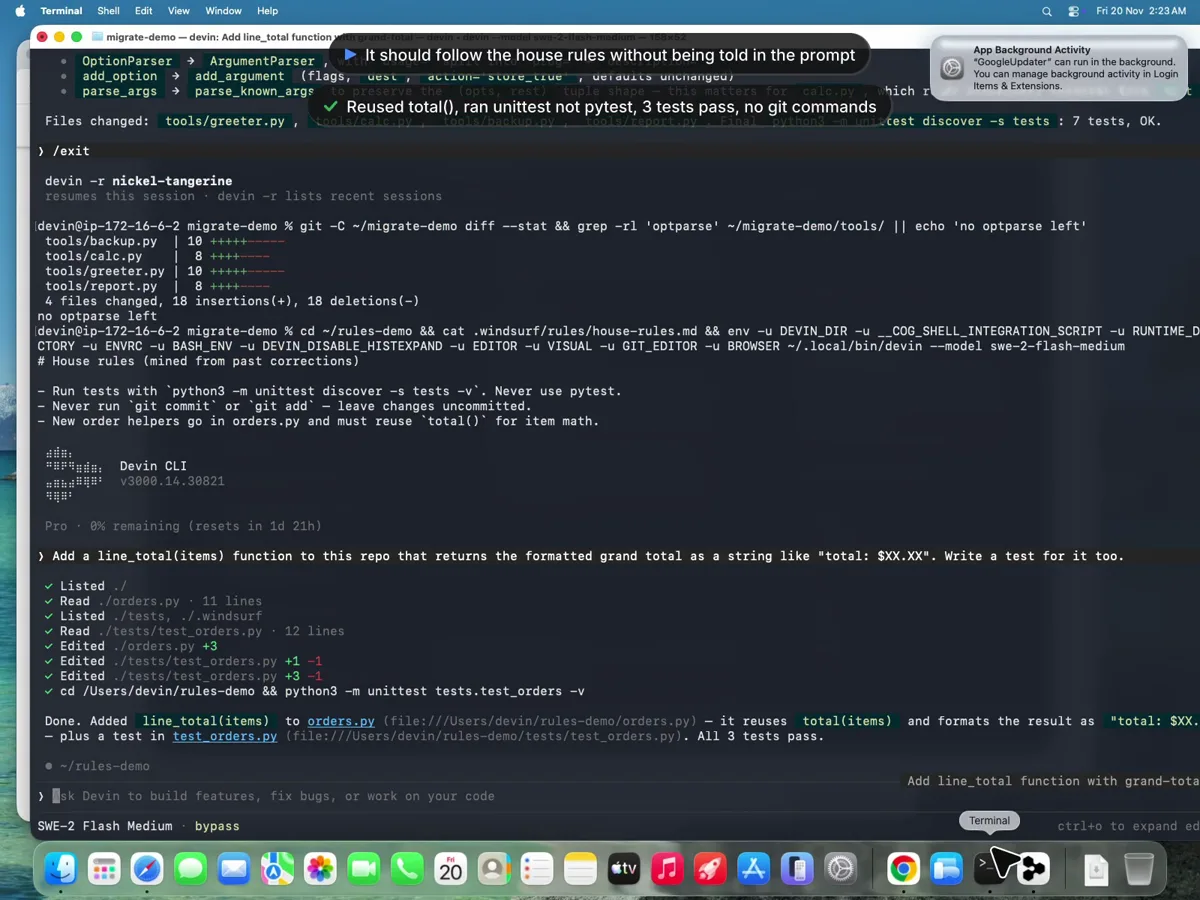 Terminal Shell Edit View Window Help
Fri 20 Nov 2:23 AM
migrate-demo — devin: Add line_total function with grand-total — devin - devin --model swe-2-flash-medium — 168×52
It should follow the house rules without being told in the prompt
Reused total(), ran unittest not pytest, 3 tests pass, no git commands
App Background Activity
"GoogleUpdater" can run in the background. You can manage background activity in Login Items & Extensions.
• OptionParser → ArgumentParser
• add_option → add_argument (flags, dest, action='store_true', defaults unchanged)
• parse_args → parse_known_args to preserve the (opts, rest) tuple shape — this matters for calc.py, which r
Files changed: tools/greeter.py, tools/calc.py, tools/backup.py, tools/report.py. Final python3 -m unittest discover -s tests: 7 tests, OK.
❯ /exit
devin -r nickel-tangerine
resumes this session · devin -r lists recent sessions
devin@ip-172-16-6-2 migrate-demo % git -C ~/migrate-demo diff --stat && grep -rl 'optparse' ~/migrate-demo/tools/ || echo 'no optparse left'
tools/backup.py | 10 +++++-----
tools/calc.py | 8 ++++----
tools/greeter.py | 10 +++++-----
tools/report.py | 8 ++++----
4 files changed, 18 insertions(+), 18 deletions(-)
no optparse left
devin@ip-172-16-6-2 migrate-demo % cd ~/rules-demo && cat .windsurf/rules/house-rules.md && env -u DEVIN_DIR -u __COG_SHELL_INTEGRATION_SCRIPT -u RUNTIME_D
CTORY -u ENVRC -u BASH_ENV -u DEVIN_DISABLE_HISTEXPAND -u EDITOR -u VISUAL -u GIT_EDITOR -u BROWSER ~/.local/bin/devin --model swe-2-flash-medium
# House rules (mined from past corrections)
- Run tests with `python3 -m unittest discover -s tests -v`. Never use pytest.
- Never run `git commit` or `git add` — leave changes uncommitted.
- New order helpers go in orders.py and must reuse `total()` for item math.
Devin CLI
v3000.14.30821
Pro · 0% remaining (resets in 1d 21h)
❯ Add a line_total(items) function to this repo that returns the formatted grand total as a string like "total: $XX.XX". Write a test for it too.
✓ Listed ./
✓ Read ./orders.py · 11 lines
✓ Listed ./tests, ./.windsurf
✓ Read ./tests/test_orders.py · 12 lines
✓ Edited ./orders.py +3
✓ Edited ./tests/test_orders.py +1 -1
✓ Edited ./tests/test_orders.py +3 -1
✓ cd /Users/devin/rules-demo && python3 -m unittest tests.test_orders -v
Done. Added line_total(items) to orders.py (file:///Users/devin/rules-demo/orders.py) — it reuses total(items) and formats the result as "total: $XX.
— plus a test in test_orders.py (file:///Users/devin/rules-demo/tests/test_orders.py). All 3 tests pass.
● ~/rules-demo
Add line_total function with grand-tota
❯ sk Devin to build features, fix bugs, or work on your code
SWE-2 Flash Medium · bypass
ctrl+o to expand ed
Terminal
Fri
20
tv